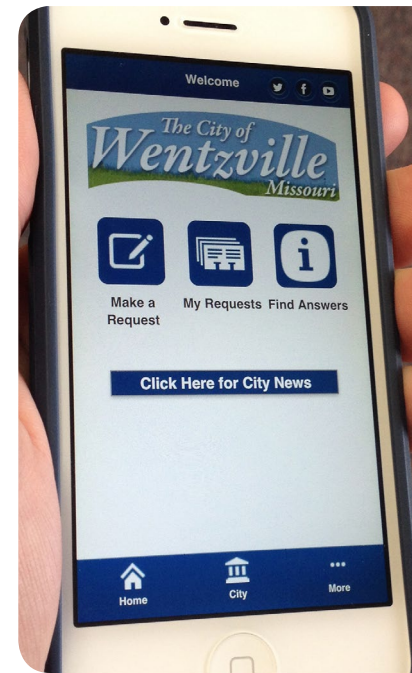 Welcome
The City of
Wentzville
Missouri
Make a
Request
My Requests
Find Answers
Click Here for City News
Home
City
More